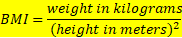 BMI = weight in kilograms / (height in meters)²